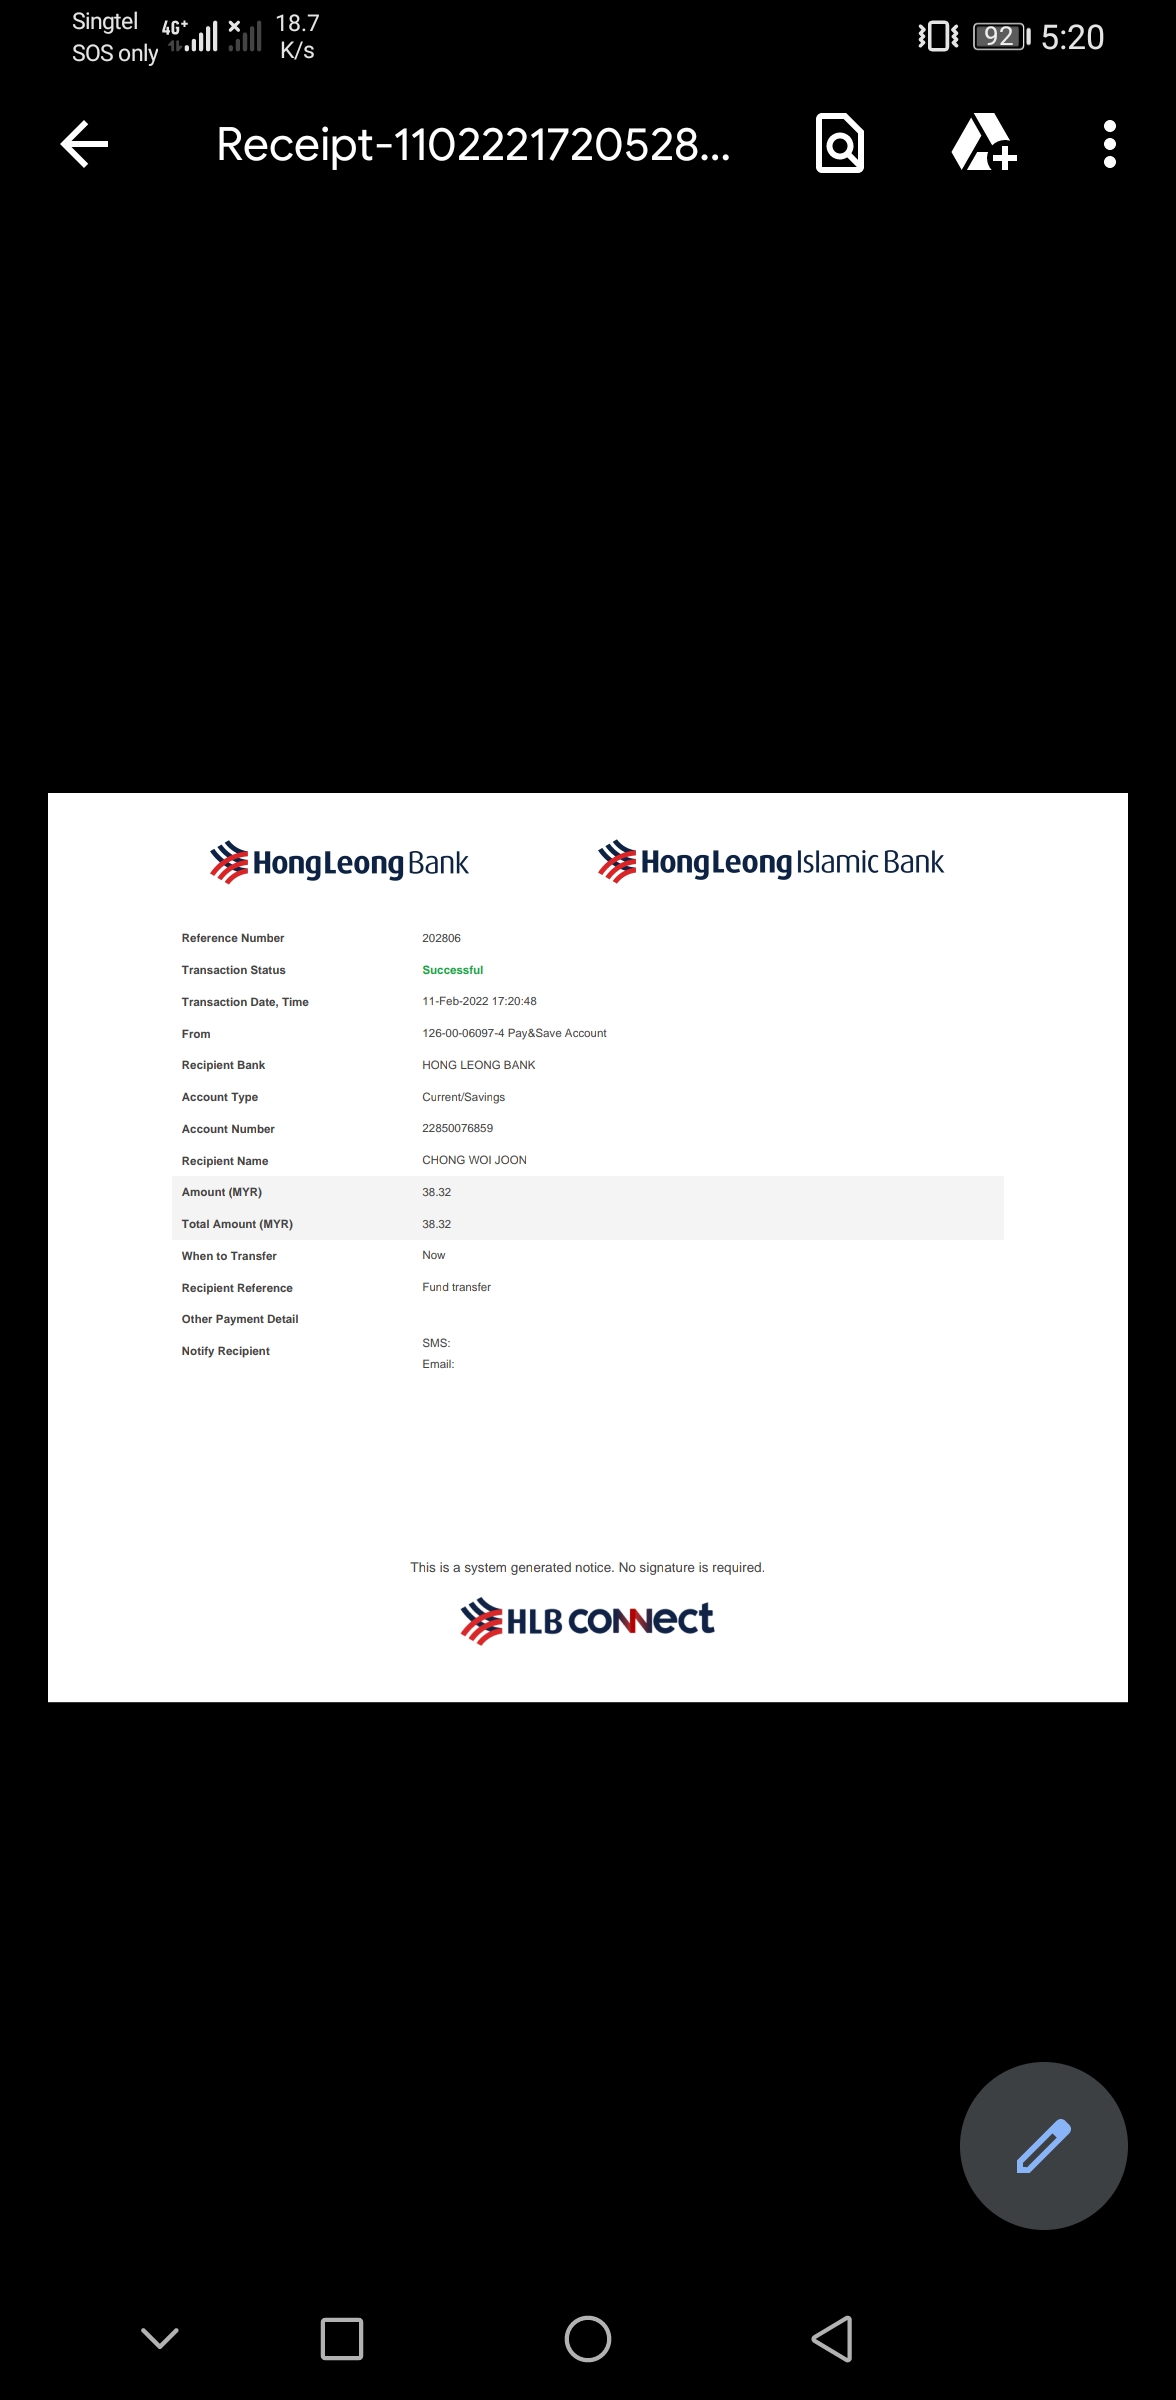 Singtel 4G+ 18.7 92 5:20
SOS only K/s
Receipt-1102221720528...
HongLeong Bank HongLeong Islamic Bank
Reference Number 202806
Transaction Status Successful
Transaction Date, Time 11-Feb-2022 17:20:48
From 126-00-06097-4 Pay&Save Account
Recipient Bank HONG LEONG BANK
Account Type Current/Savings
Account Number 22850076859
Recipient Name CHONG WOI JOON
Amount (MYR) 38.32
Total Amount (MYR) 38.32
When to Transfer Now
Recipient Reference Fund transfer
Other Payment Detail
Notify Recipient SMS:
Email:
This is a system generated notice. No signature is required.
HLB CONNECT